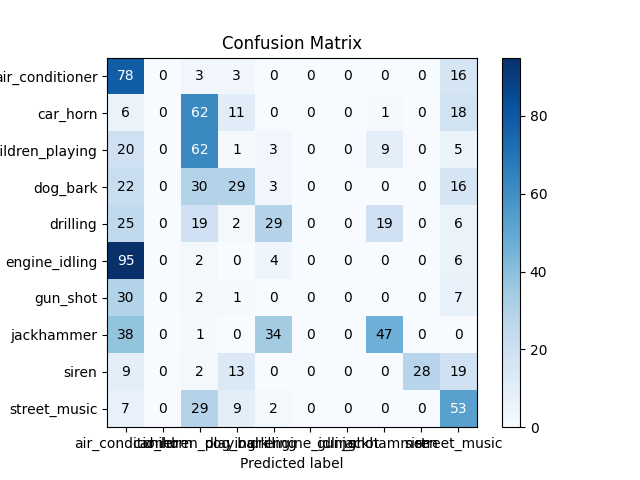 Confusion Matrix
air_conditioner 78 0 3 3 0 0 0 0 0 16
car_horn 6 0 62 11 0 0 0 1 0 18
ildren_playing 20 0 62 1 3 0 0 9 0 5
dog_bark 22 0 30 29 3 0 0 0 0 16
drilling 25 0 19 2 29 0 0 19 0 6
engine_idling 95 0 2 0 4 0 0 0 0 6
gun_shot 30 0 2 1 0 0 0 0 0 7
jackhammer 38 0 1 0 34 0 0 47 0 0
siren 9 0 2 13 0 0 0 0 28 19
street_music 7 0 29 9 2 0 0 0 0 53
street_music
Predicted label
80
60
40
20
0